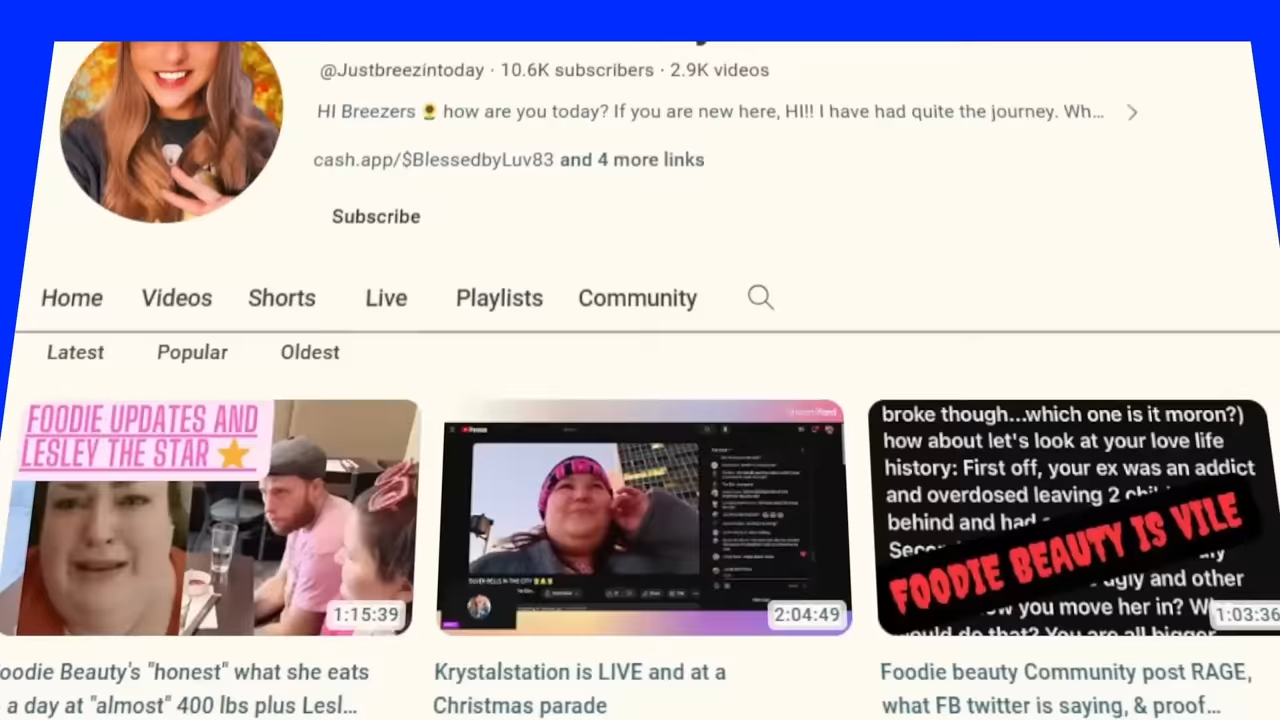 @Justbreezintoday · 10.6K subscribers · 2.9K videos
HI Breezers 🌻 how are you today? If you are new here, HI!! I have had quite the journey. Wh...
cash.app/$BlessedbyLuv83 and 4 more links
Subscribe
Home Videos Shorts Live Playlists Community
Latest Popular Oldest
FOODIE UPDATES AND
LESLEY THE STAR ⭐
1:15:39
SILVER BELLS IN THE CITY
2:04:49
broke though...which one is it moron?)
how about let's look at your love life
history: First off, your ex was an addict
and overdosed leaving 2
behind and had
FOODIE BEAUTY IS VILE
ugly and other
you move her in?
would do that? You are all bigger
1:03:36
oodie Beauty's "honest" what she eats
a day at "almost" 400 lbs plus Lesl...
Krystalstation is LIVE and at a
Christmas parade
Foodie beauty Community post RAGE,
what FB twitter is saying, & proof...